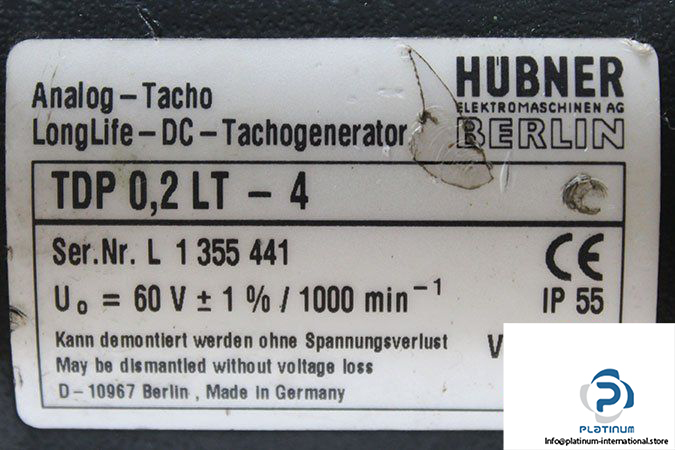 Analog-Tacho
LongLife-DC-Tachogenerator
HÜBNER
ELEKTROMASCHINEN AG
BERLIN
TDP 0,2 LT - 4
Ser.Nr. L 1 355 441
CE
U₀ = 60 V ± 1 % / 1000 min⁻¹
IP 55
Kann demontiert werden ohne Spannungsverlust
May be dismantled without voltage loss
D-10967 Berlin , Made in Germany
PLATINUM
Info@platinum-international.store